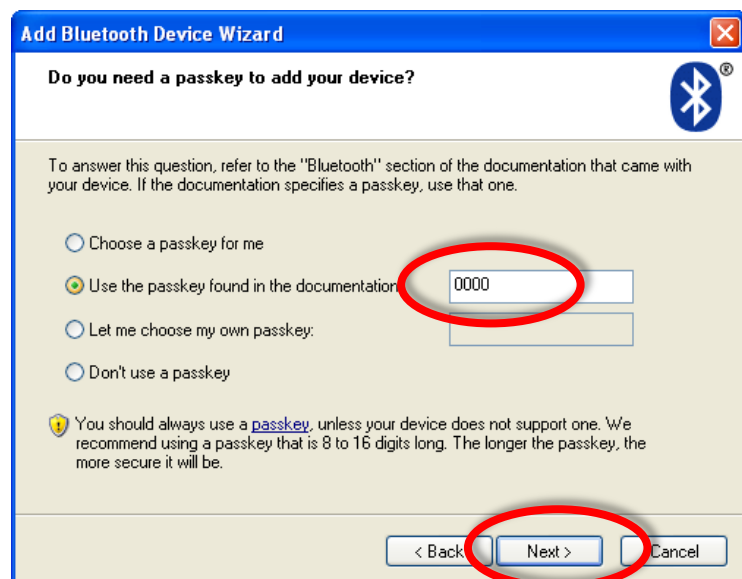 Add Bluetooth Device Wizard
Do you need a passkey to add your device?
®
To answer this question, refer to the "Bluetooth" section of the documentation that came with
your device. If the documentation specifies a passkey, use that one.
Choose a passkey for me
Use the passkey found in the documentation 0000
Let me choose my own passkey:
Don't use a passkey
You should always use a passkey, unless your device does not support one. We
recommend using a passkey that is 8 to 16 digits long. The longer the passkey, the
more secure it will be.
< Back Next > Cancel